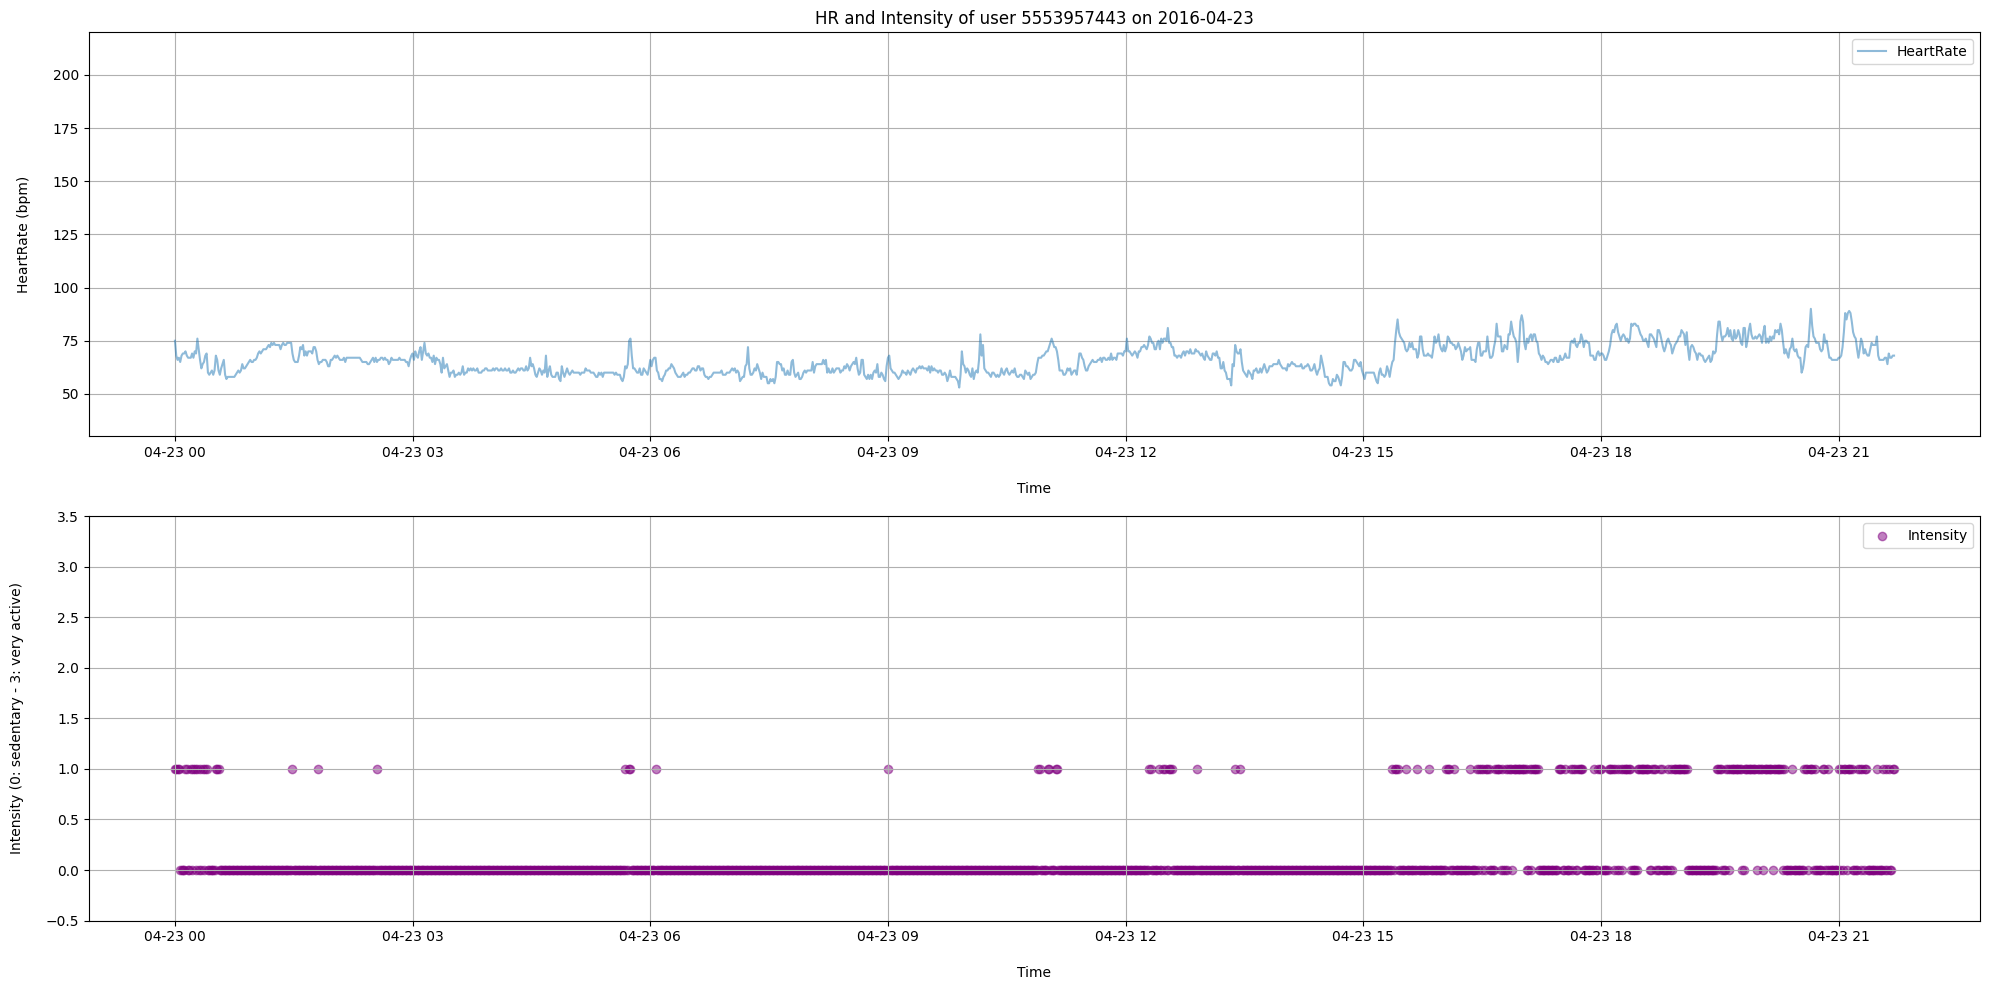 HR and Intensity of user 5553957443 on 2016-04-23
HeartRate
200
175
150
125
100
75
50
HeartRate (bpm)
04-23 00 04-23 03 04-23 06 04-23 09 04-23 12 04-23 15 04-23 18 04-23 21
Time
Intensity
3.5
3.0
2.5
2.0
1.5
1.0
0.5
0.0
−0.5
Intensity (0: sedentary - 3: very active)
04-23 00 04-23 03 04-23 06 04-23 09 04-23 12 04-23 15 04-23 18 04-23 21
Time